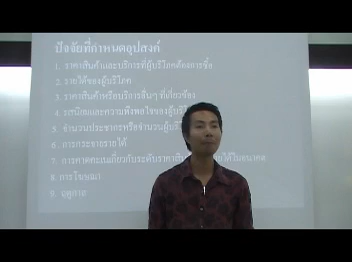 ปัจจัยที่กำหนดอุปสงค์
1. ราคาสินค้าและบริการที่ผู้บริโภคต้องการซื้อ
2. รายได้ของผู้บริโภค
3. ราคาสินค้าหรือบริการอื่นๆ ที่เกี่ยวข้อง
4. รสนิยมและความพึงพอใจของผู้บริ
5. จำนวนประชากรหรือจำนวนผู้บริ
6. การกระจายรายได้
7. การคาดคะเนเกี่ยวกับระดับราคาสิ ได้ในอนาคต
8. การโฆษณา
9. ฤดูกาล